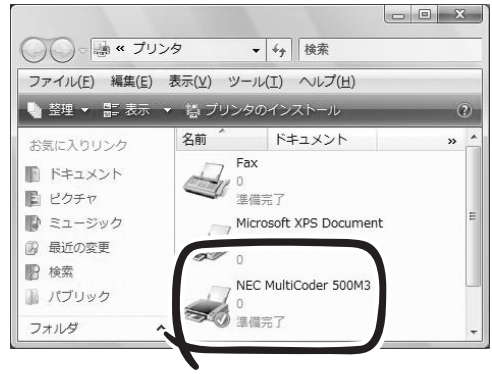 « プリンタ
検索
ファイル(F) 編集(E) 表示(V) ツール(T) ヘルプ(H)
整理 表示 プリンタのインストール
お気に入りリンク
ドキュメント
ピクチャ
ミュージック
最近の変更
検索
パブリック
フォルダ
名前 ドキュメント »
Fax
0
準備完了
Microsoft XPS Document
0
NEC MultiCoder 500M3
0
準備完了